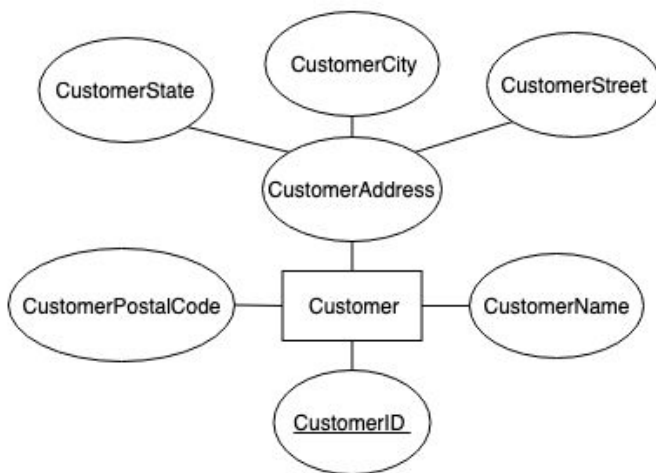 CustomerCity
CustomerState
CustomerStreet
CustomerAddress
CustomerPostalCode
Customer
CustomerName
CustomerID